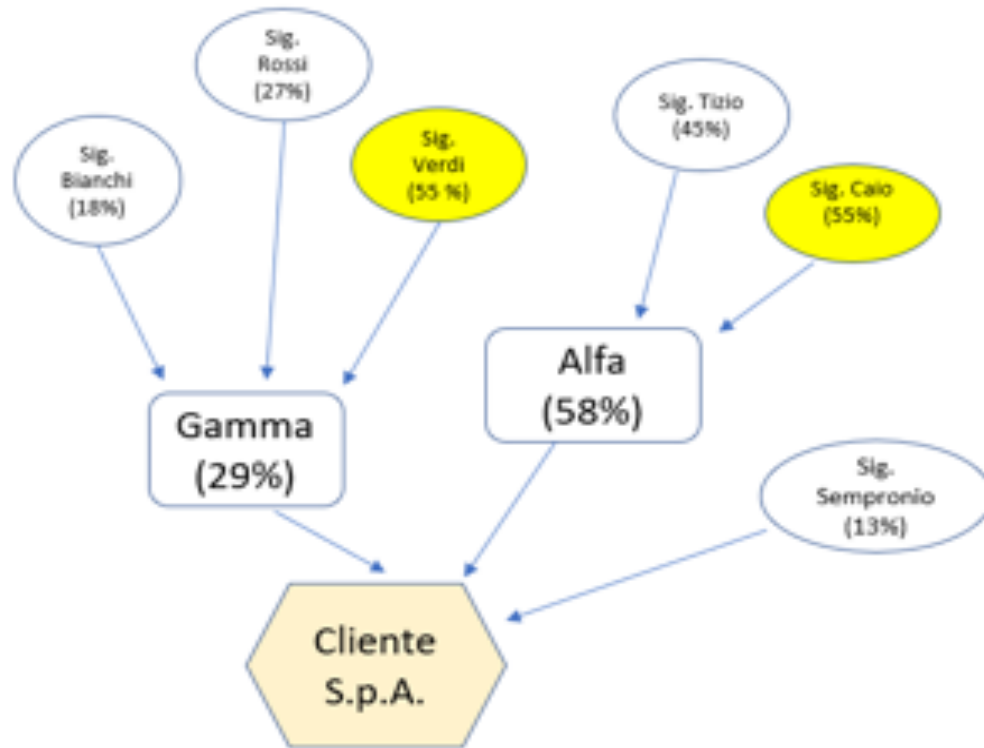 Sig.
Rossi
(27%)
Sig.
Bianchi
(18%)
Sig.
Verdi
(55 %)
Sig. Tizio
(45%)
Sig. Caio
(55%)
Gamma
(29%)
Alfa
(58%)
Sig.
Sempronio
(13%)
Cliente
S.p.A.